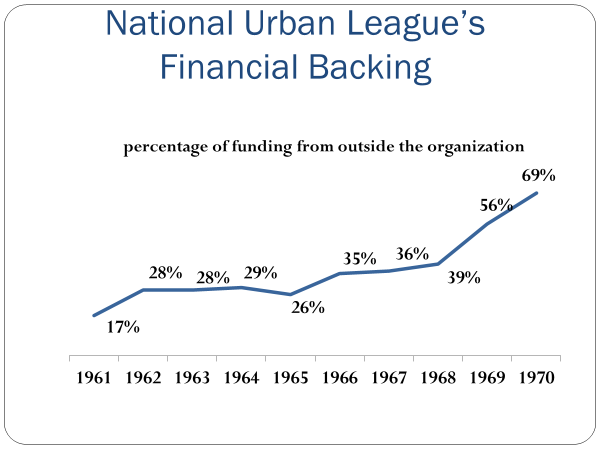 National Urban League's
Financial Backing
percentage of funding from outside the organization
69%
56%
35%
36%
28%
28%
29%
39%
26%
17%
1961 1962 1963 1964 1965 1966 1967 1968 1969 1970